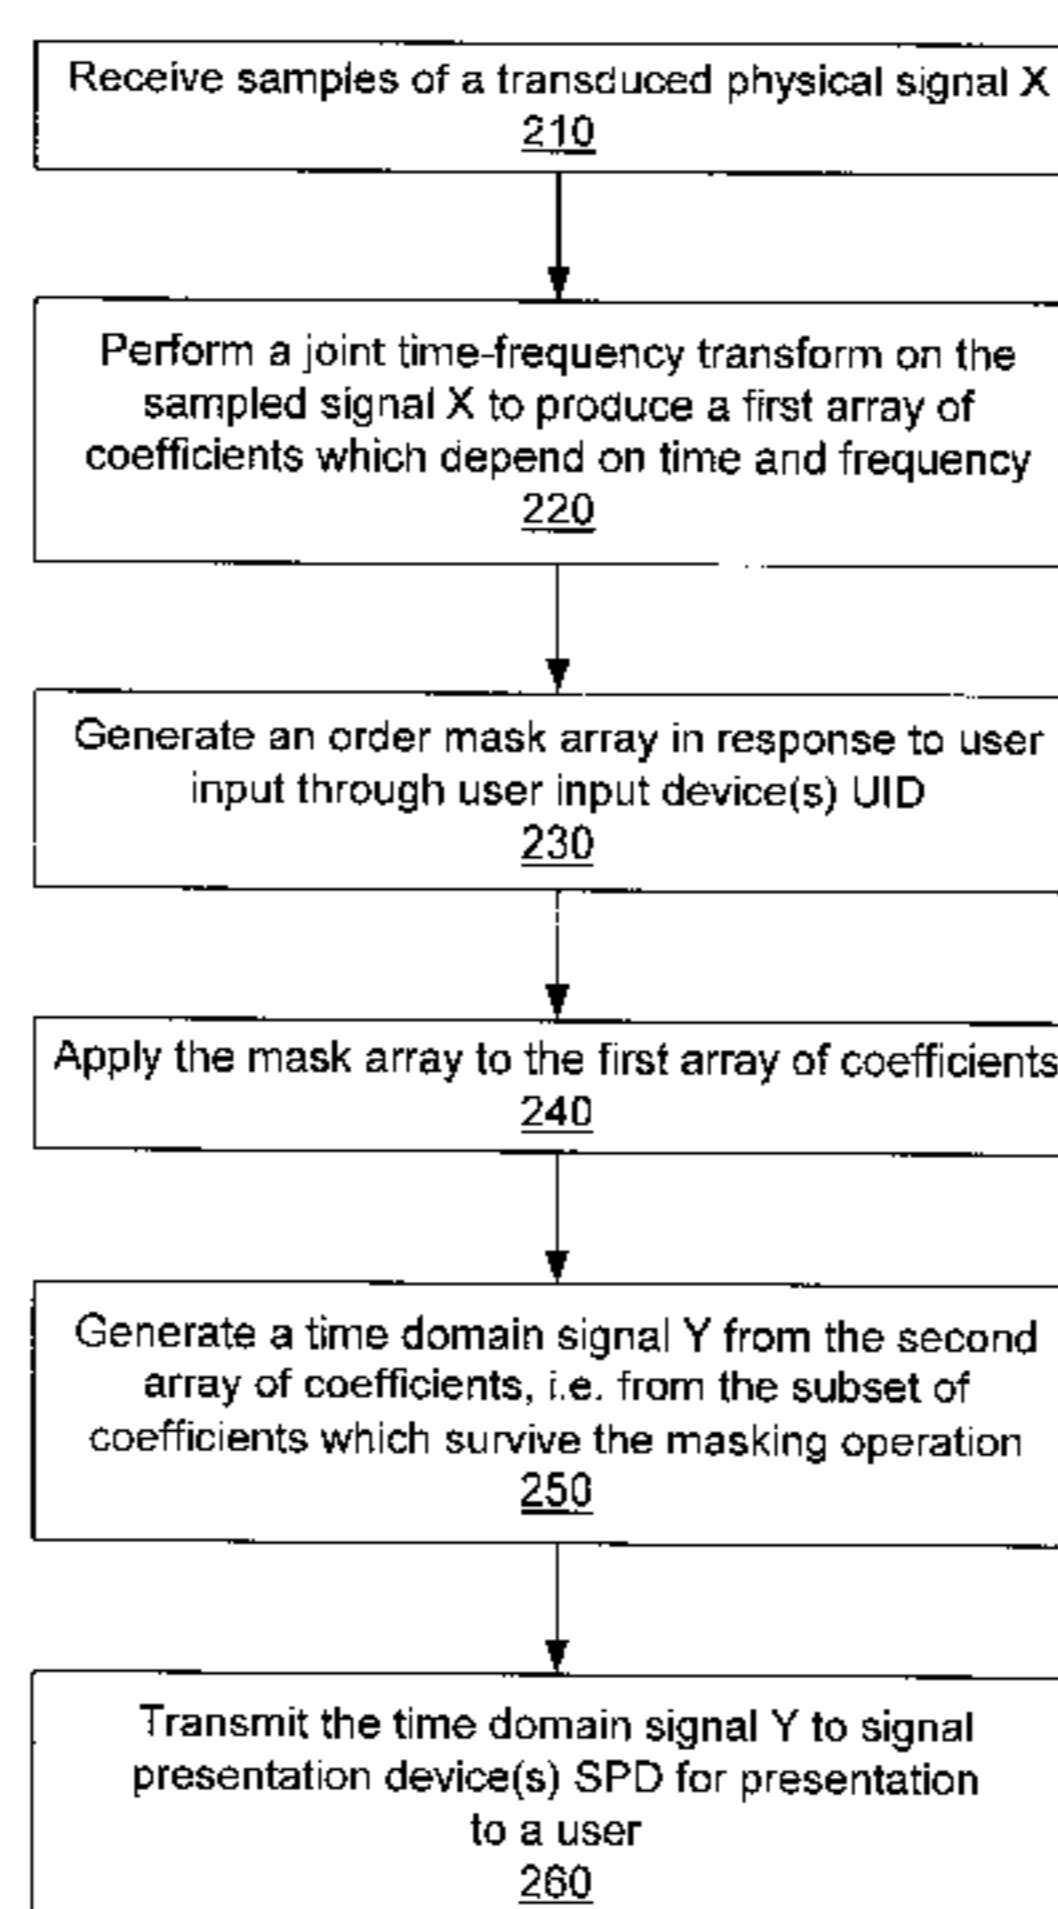 Receive samples of a transduced physical signal X
210
Perform a joint time-frequency transform on the
sampled signal X to produce a first array of
coefficients which depend on time and frequency
220
Generate an order mask array in response to user
input through user input device(s) UID
230
Apply the mask array to the first array of coefficients
240
Generate a time domain signal Y from the second
array of coefficients, i.e. from the subset of
coefficients which survive the masking operation
250
Transmit the time domain signal Y to signal
presentation device(s) SPD for presentation
to a user
260